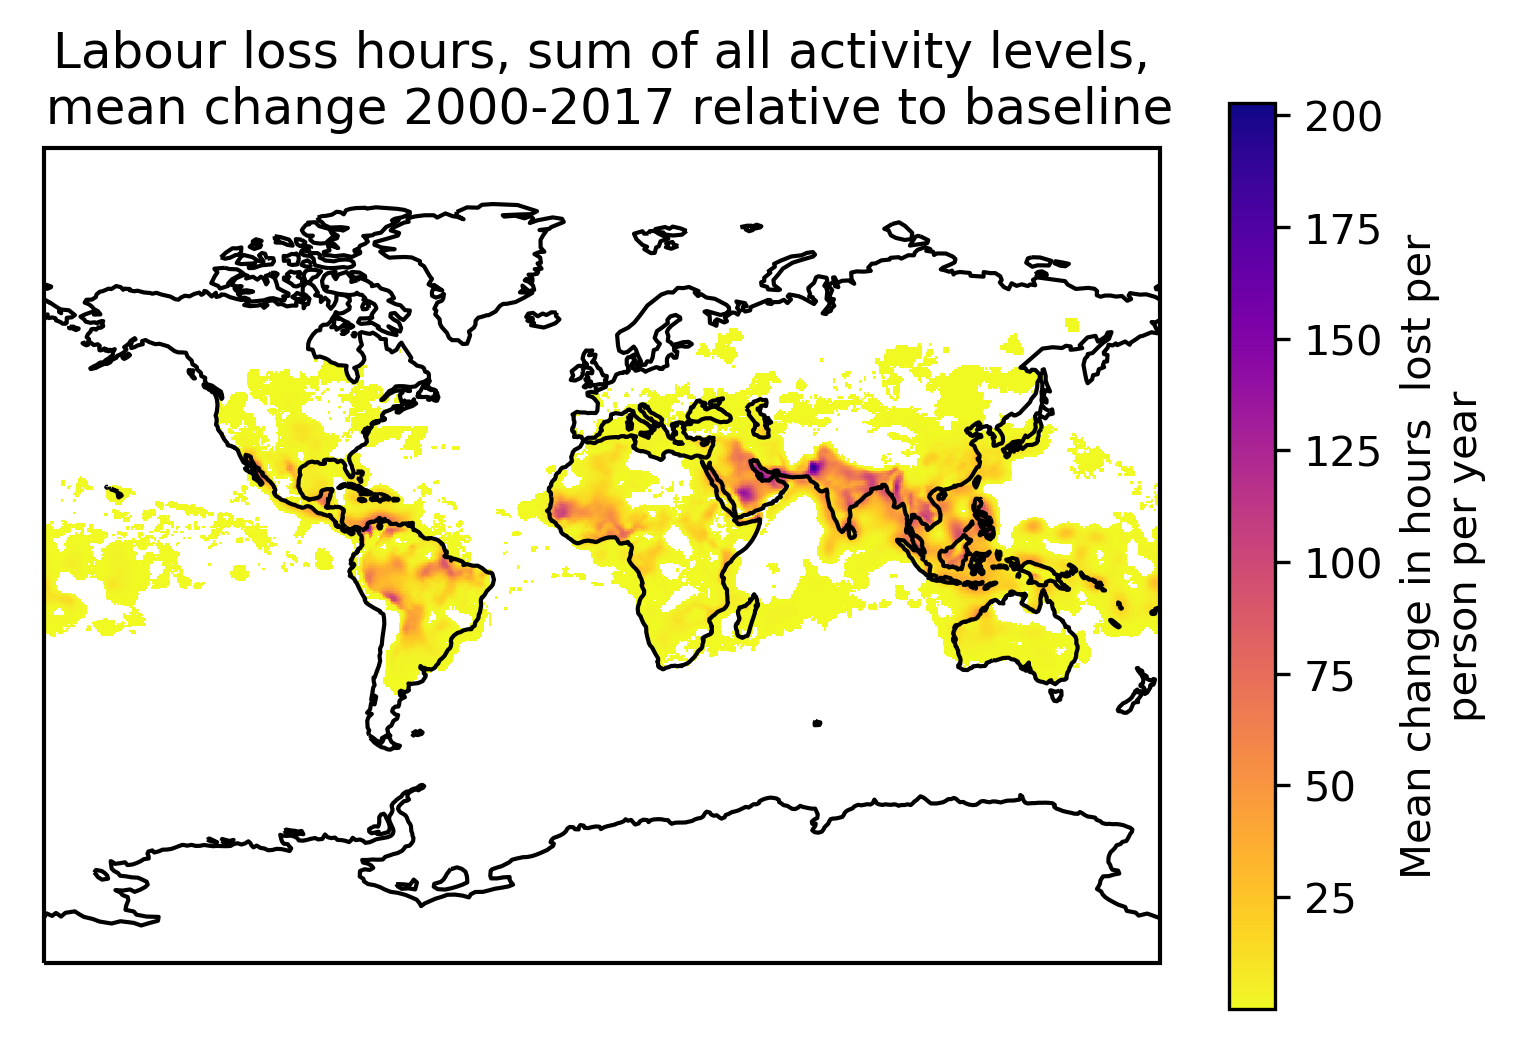 Labour loss hours, sum of all activity levels,
mean change 2000-2017 relative to baseline
200
175
150
125
100
75
50
25
Mean change in hours  lost per
person per year